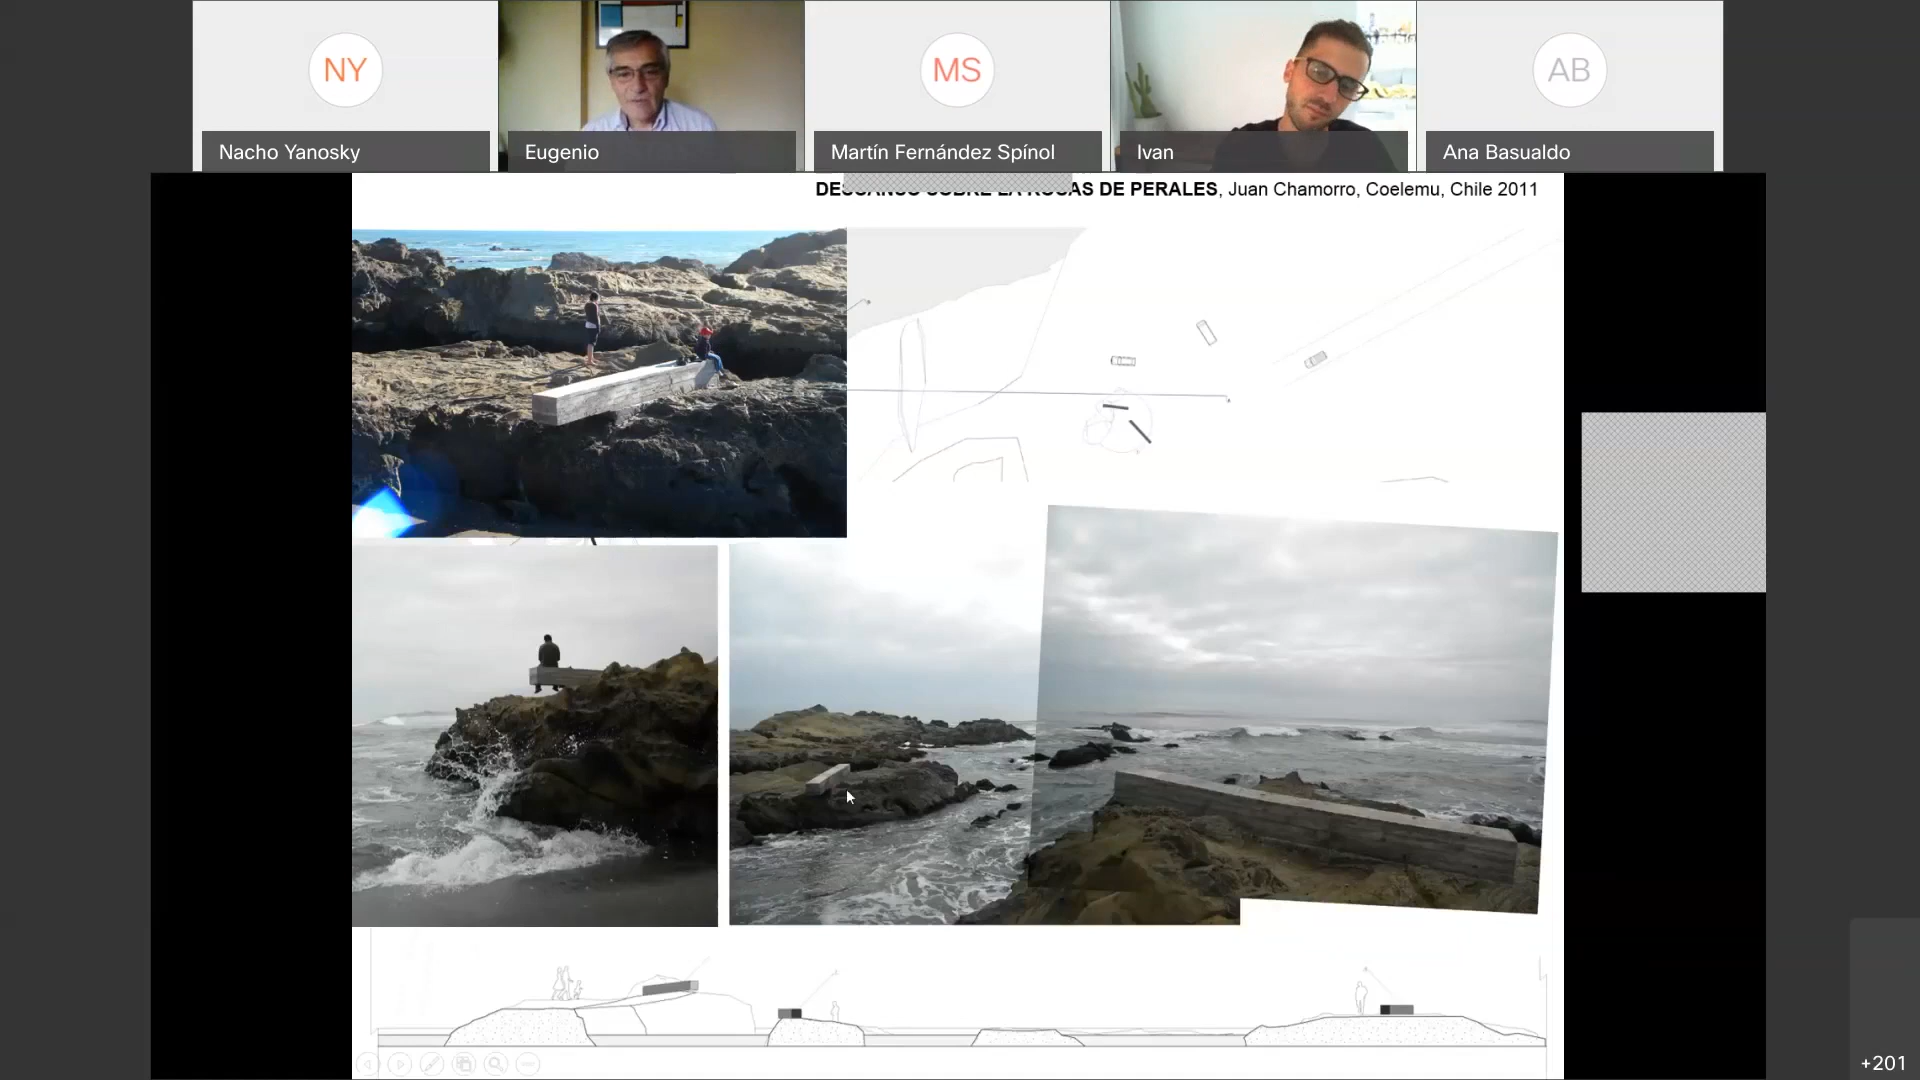 NY
MS
AB
Nacho Yanosky
Eugenio
Martín Fernández Spínol
Ivan
Ana Basualdo
DE PERALES, Juan Chamorro, Coelemu, Chile 2011
+201